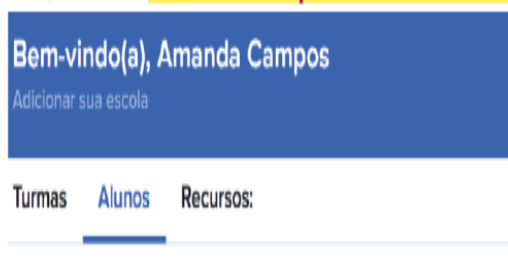 Bem-vindo(a), Amanda Campos
Adicionar sua escola
Turmas Alunos Recursos: